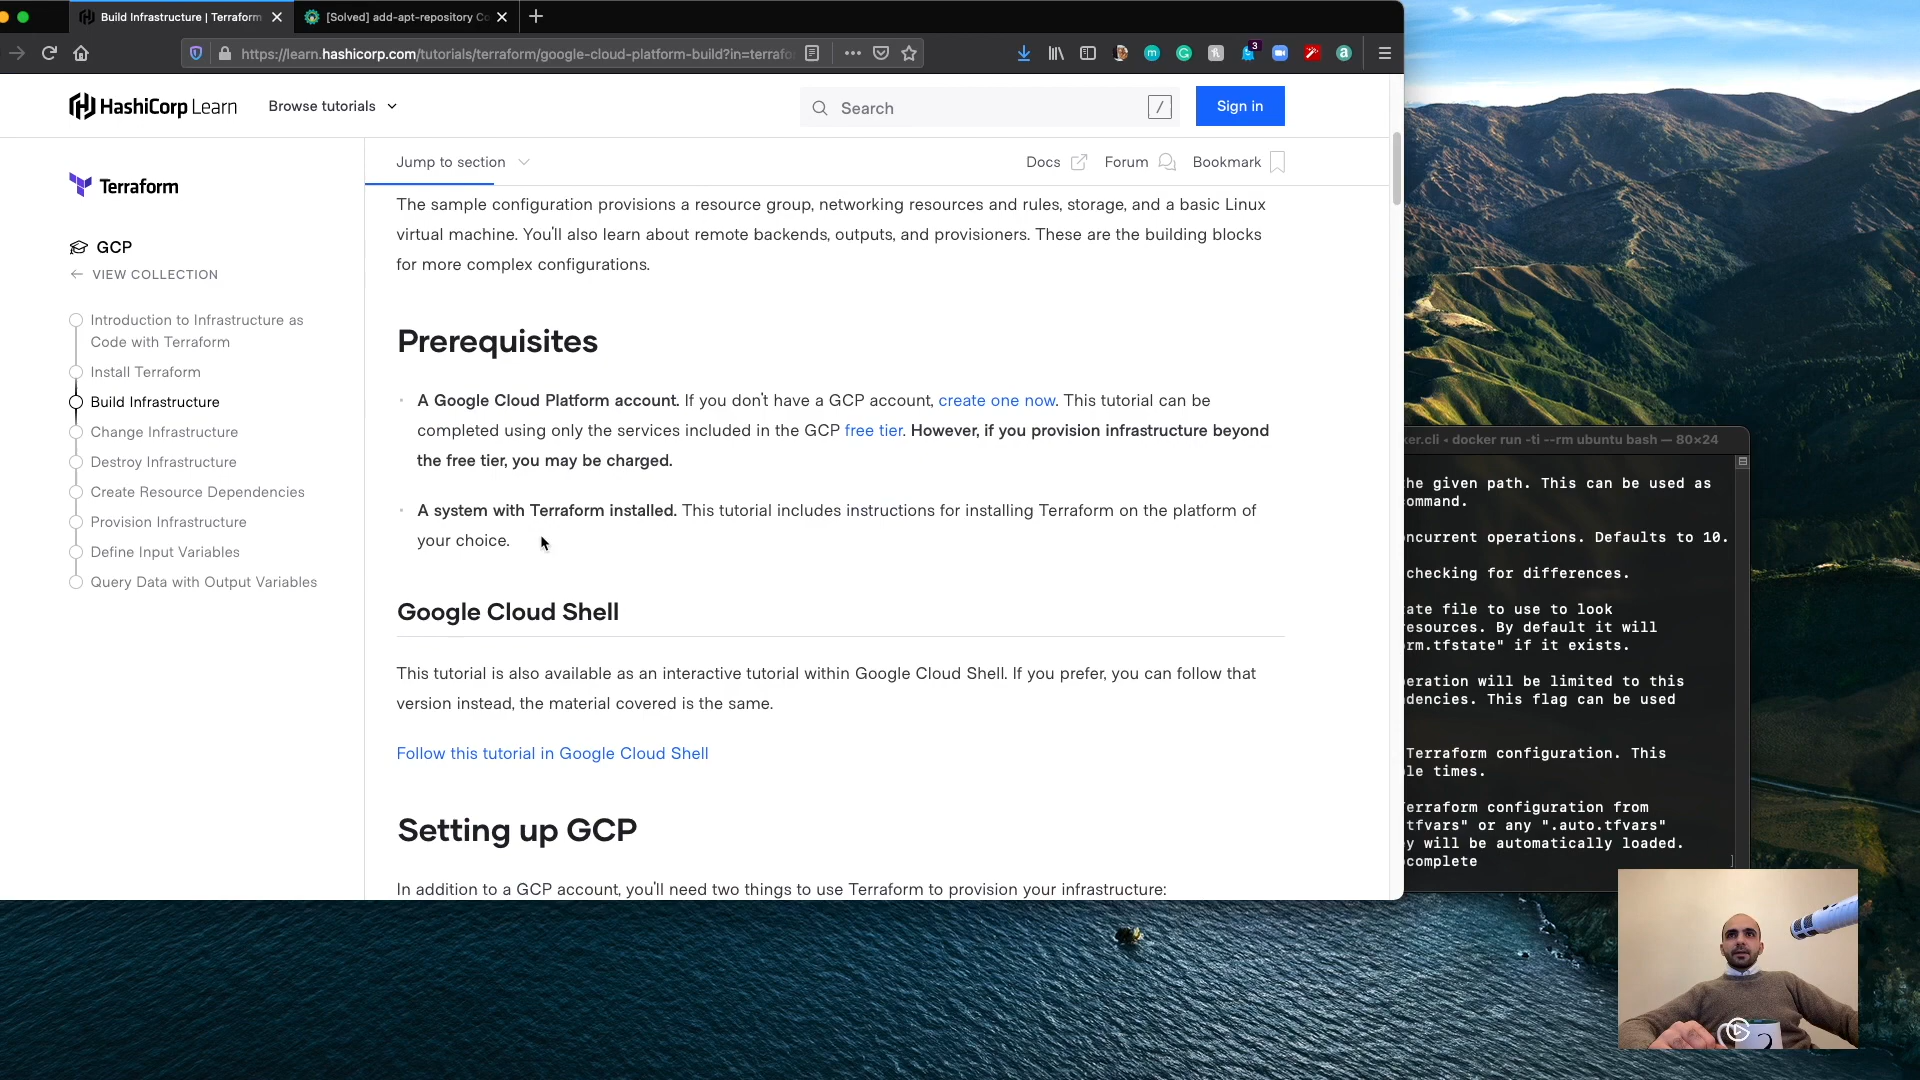 Build Infrastructure | Terraform
[Solved] add-apt-repository Co
https://learn.hashicorp.com/tutorials/terraform/google-cloud-platform-build?in=terrafo
3
HashiCorp Learn
Browse tutorials
Search
/
Sign in
Terraform
GCP
VIEW COLLECTION
Introduction to Infrastructure as
Code with Terraform
Install Terraform
Build Infrastructure
Change Infrastructure
Destroy Infrastructure
Create Resource Dependencies
Provision Infrastructure
Define Input Variables
Query Data with Output Variables
Jump to section
Docs
Forum
Bookmark
The sample configuration provisions a resource group, networking resources and rules, storage, and a basic Linux
virtual machine. You'll also learn about remote backends, outputs, and provisioners. These are the building blocks
for more complex configurations.
Prerequisites
A Google Cloud Platform account. If you don't have a GCP account, create one now. This tutorial can be
completed using only the services included in the GCP free tier. However, if you provision infrastructure beyond
the free tier, you may be charged.
A system with Terraform installed. This tutorial includes instructions for installing Terraform on the platform of
your choice.
Google Cloud Shell
This tutorial is also available as an interactive tutorial within Google Cloud Shell. If you prefer, you can follow that
version instead, the material covered is the same.
Follow this tutorial in Google Cloud Shell
Setting up GCP
In addition to a GCP account, you'll need two things to use Terraform to provision your infrastructure:
ker.cli ◂ docker run -ti --rm ubuntu bash — 80×24
he given path. This can be used as
ommand.
ncurrent operations. Defaults to 10.
checking for differences.
ate file to use to look
esources. By default it will
rm.tfstate" if it exists.
eration will be limited to this
dencies. This flag can be used
Terraform configuration. This
le times.
erraform configuration from
tfvars" or any ".auto.tfvars"
y will be automatically loaded.
complete
]